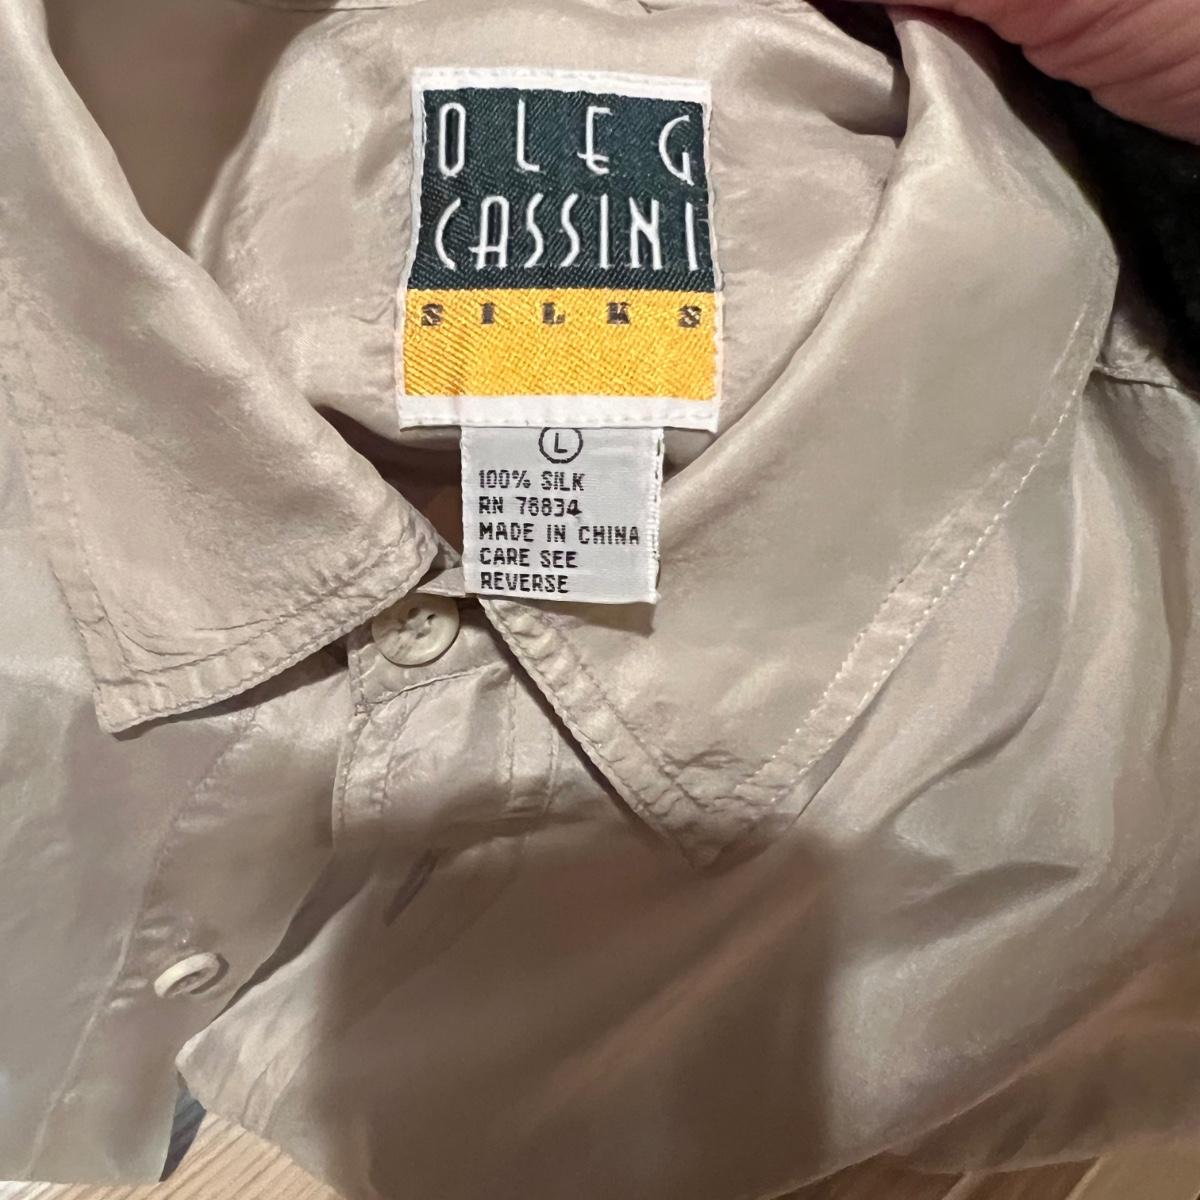 OLEG
CASSINI
SILKS
L
100% SILK
RN 76834
MADE IN CHINA
CARE SEE
REVERSE